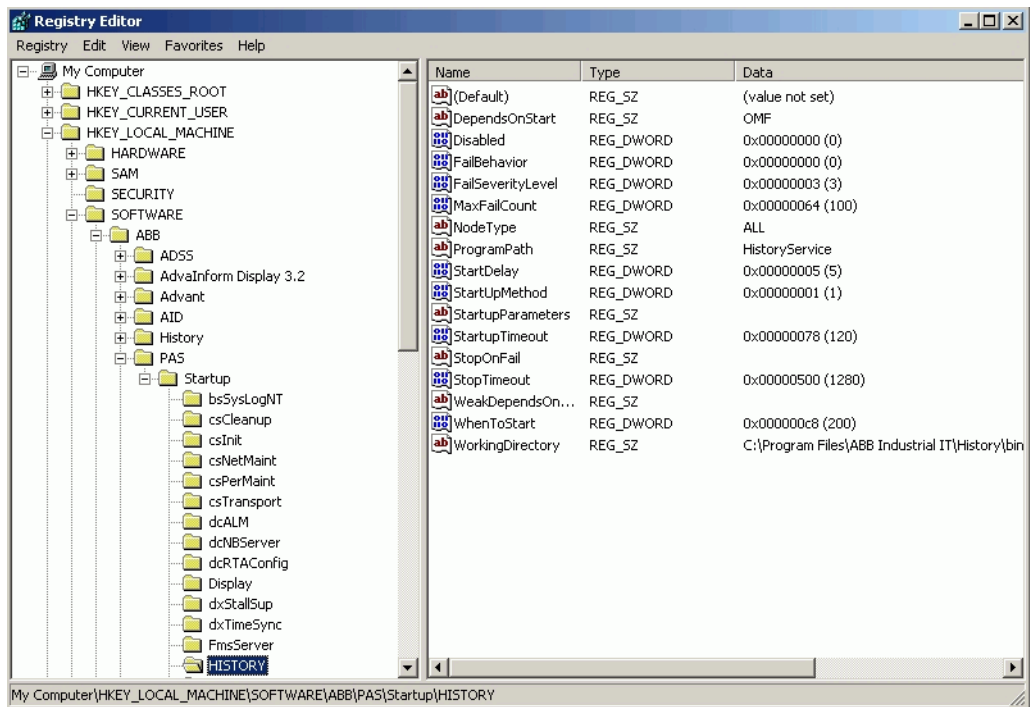 Registry Editor
Registry Edit View Favorites Help
My Computer
HKEY_CLASSES_ROOT
HKEY_CURRENT_USER
HKEY_LOCAL_MACHINE
HARDWARE
SAM
SECURITY
SOFTWARE
ABB
ADSS
AdvaInform Display 3.2
Advant
AID
History
PAS
Startup
bsSysLogNT
csCleanup
csInit
csNetMaint
csPerMaint
csTransport
dcALM
dcNBServer
dcRTAConfig
Display
dxStallSup
dxTimeSync
FmsServer
HISTORY
Name Type Data
(Default) REG_SZ (value not set)
DependsOnStart REG_SZ OMF
Disabled REG_DWORD 0x00000000 (0)
FailBehavior REG_DWORD 0x00000000 (0)
FailSeverityLevel REG_DWORD 0x00000003 (3)
MaxFailCount REG_DWORD 0x00000064 (100)
NodeType REG_SZ ALL
ProgramPath REG_SZ HistoryService
StartDelay REG_DWORD 0x00000005 (5)
StartUpMethod REG_DWORD 0x00000001 (1)
StartupParameters REG_SZ
StartupTimeout REG_DWORD 0x00000078 (120)
StopOnFail REG_SZ
StopTimeout REG_DWORD 0x00000500 (1280)
WeakDependsOn... REG_SZ
WhenToStart REG_DWORD 0x000000c8 (200)
WorkingDirectory REG_SZ C:\Program Files\ABB Industrial IT\History\bin
My Computer\HKEY_LOCAL_MACHINE\SOFTWARE\ABB\PAS\Startup\HISTORY